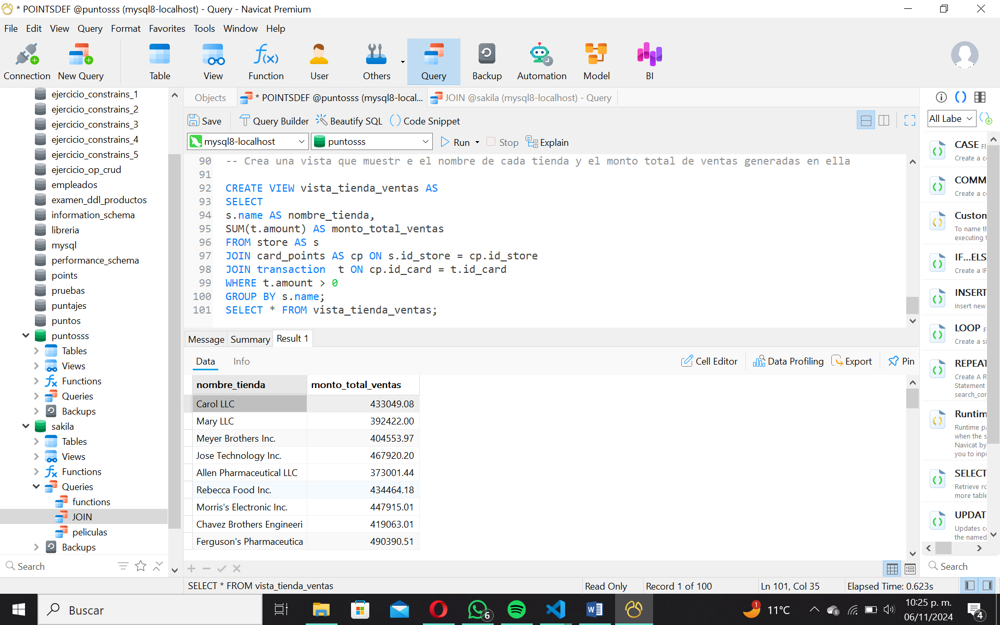 * POINTSDEF @puntosss (mysql8-localhost) - Query - Navicat Premium
File Edit View Query Format Favorites Tools Window Help
Connection New Query Table View Function User Others Query Backup Automation Model BI
ejercicio_constrains_1
ejercicio_constrains_2
ejercicio_constrains_3
ejercicio_constrains_4
ejercicio_constrains_5
ejercicio_op_crud
empleados
examen_ddl_productos
information_schema
libreria
mysql
performance_schema
points
pruebas
puntajes
puntos
puntosss
Tables
Views
Functions
Queries
Backups
sakila
Tables
Views
Functions
Queries
functions
JOIN
peliculas
Backups
Search
Objects * POINTSDEF @puntosss (mysql8-local... JOIN @sakila (mysql8-localhost) - Query
Save Query Builder Beautify SQL Code Snippet
mysql8-localhost puntosss Run Stop Explain
90 -- Crea una vista que muestr e el nombre de cada tienda y el monto total de ventas generadas en ella
91
92 CREATE VIEW vista_tienda_ventas AS
93 SELECT
94 s.name AS nombre_tienda,
95 SUM(t.amount) AS monto_total_ventas
96 FROM store AS s
97 JOIN card_points AS cp ON s.id_store = cp.id_store
98 JOIN transaction  t ON cp.id_card = t.id_card
99 WHERE t.amount > 0
100 GROUP BY s.name;
101 SELECT * FROM vista_tienda_ventas;
Message Summary Result 1
Data Info Cell Editor Data Profiling Export Pin
nombre_tienda monto_total_ventas
Carol LLC 433049.08
Mary LLC 392422.00
Meyer Brothers Inc. 404553.97
Jose Technology Inc. 467920.20
Allen Pharmaceutical LLC 373001.44
Rebecca Food Inc. 434464.18
Morris's Electronic Inc. 447915.01
Chavez Brothers Engineeri 419063.01
Ferguson's Pharmaceutica 490390.51
SELECT * FROM vista_tienda_ventas Read Only Record 1 of 100 Ln 101, Col 35 Elapsed Time: 0.623s
All Labe
CASE Fl
Create a c
COMM
Create a c
Custon
To name th
executing t
IF...ELS
Create a IF
INSERT
Insert new
LOOP F
Create a si
REPEAT
Create A R
Statement
search_cor
Runtim
Runtime pa
when the s
Navicat by
you to inpu
SELECT
Retrieve ro
more table
UPDAT
Updates co
the named
Search
Buscar
6
1
11°C
10:25 p. m.
06/11/2024
4